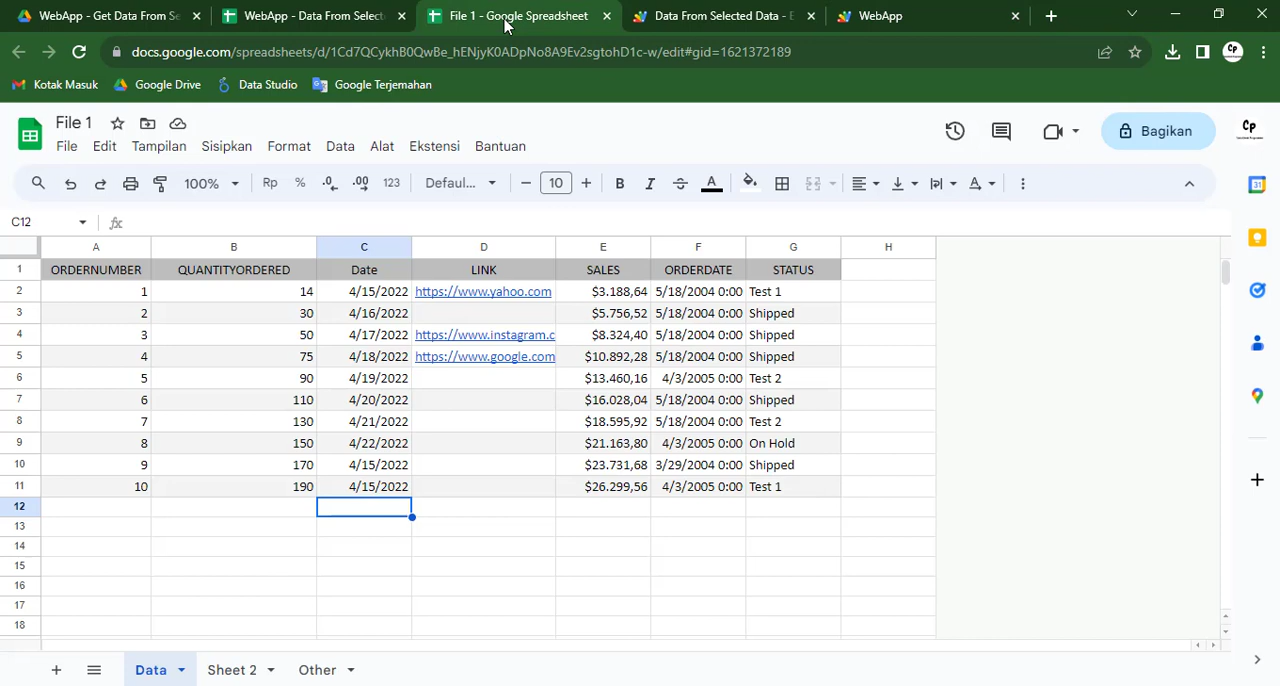 WebApp - Get Data From Se
WebApp - Data From Select
File 1 - Google Spreadsheet
Data From Selected Data - E
WebApp
docs.google.com/spreadsheets/d/1Cd7QCykhB0QwBe_hENjyK0ADpNo8A9Ev2sgtohD1c-w/edit#gid=1621372189
Kotak Masuk
Google Drive
Data Studio
Google Terjemahan
File 1
File Edit Tampilan Sisipkan Format Data Alat Ekstensi Bantuan
Bagikan
100% Rp % .0 .00 123 Defaul... 10 B I A
C12
A B C D E F G H
1 ORDERNUMBER QUANTITYORDERED Date LINK SALES ORDERDATE STATUS
2 1 14 4/15/2022 https://www.yahoo.com $3.188,64 5/18/2004 0:00 Test 1
3 2 30 4/16/2022 $5.756,52 5/18/2004 0:00 Shipped
4 3 50 4/17/2022 https://www.instagram.c $8.324,40 5/18/2004 0:00 Shipped
5 4 75 4/18/2022 https://www.google.com $10.892,28 5/18/2004 0:00 Shipped
6 5 90 4/19/2022 $13.460,16 4/3/2005 0:00 Test 2
7 6 110 4/20/2022 $16.028,04 5/18/2004 0:00 Shipped
8 7 130 4/21/2022 $18.595,92 5/18/2004 0:00 Test 2
9 8 150 4/22/2022 $21.163,80 4/3/2005 0:00 On Hold
10 9 170 4/15/2022 $23.731,68 3/29/2004 0:00 Shipped
11 10 190 4/15/2022 $26.299,56 4/3/2005 0:00 Test 1
12
13
14
15
16
17
18
Data Sheet 2 Other